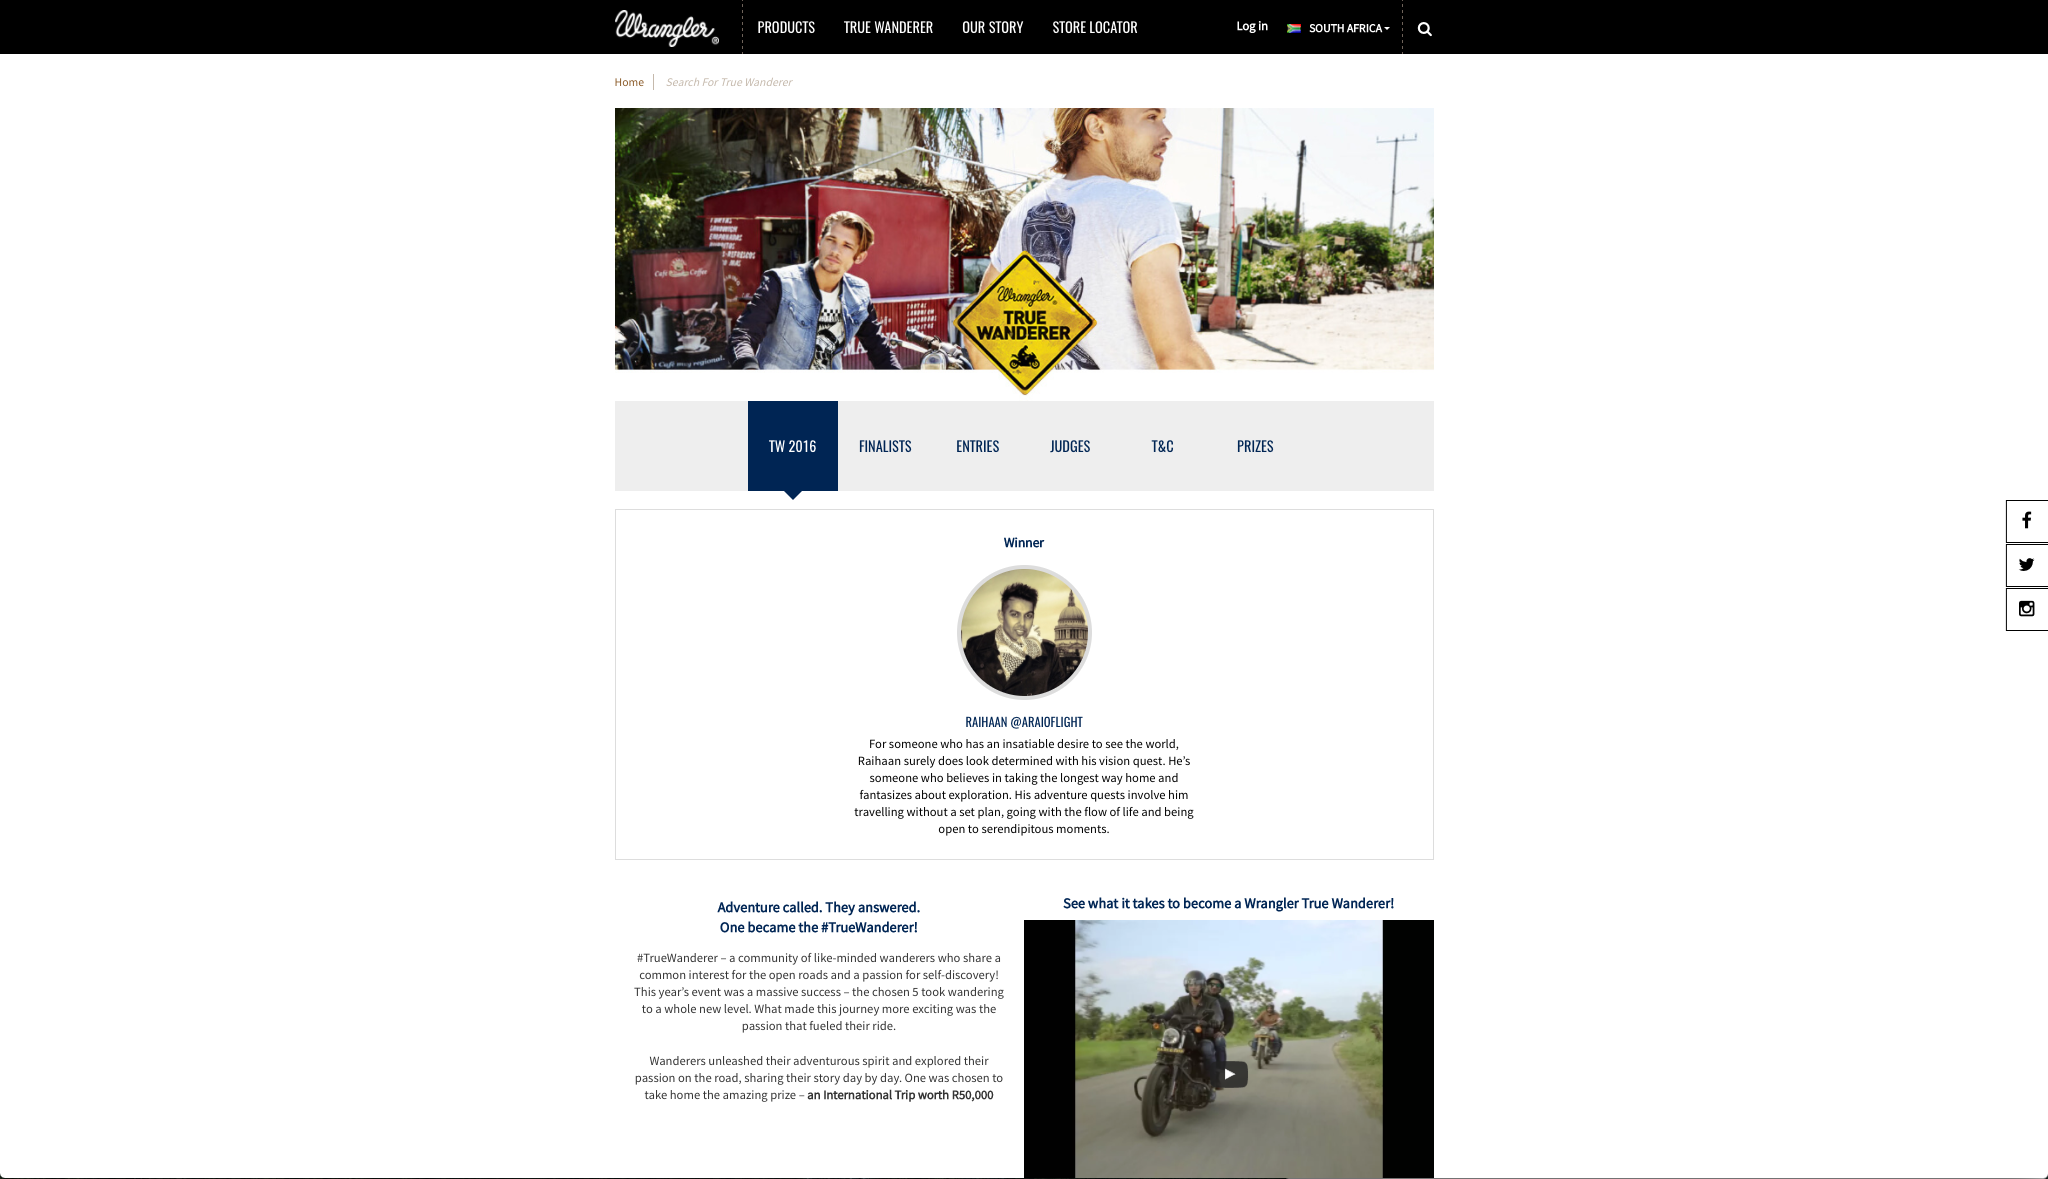 Wrangler®
PRODUCTS
TRUE WANDERER
OUR STORY
STORE LOCATOR
Log in
SOUTH AFRICA
Home
Search For True Wanderer
Café Combate Coffee
Café muy regional.
Wrangler®
TRUE
WANDERER
TW 2016
FINALISTS
ENTRIES
JUDGES
T&C
PRIZES
Winner
RAIHAAN @ARAIOFLIGHT
For someone who has an insatiable desire to see the world,
Raihaan surely does look determined with his vision quest. He's
someone who believes in taking the longest way home and
fantasizes about exploration. His adventure quests involve him
travelling without a set plan, going with the flow of life and being
open to serendipitous moments.
Adventure called. They answered.
One became the #TrueWanderer!
#TrueWanderer – a community of like-minded wanderers who share a
common interest for the open roads and a passion for self-discovery!
This year's event was a massive success – the chosen 5 took wandering
to a whole new level. What made this journey more exciting was the
passion that fueled their ride.
Wanderers unleashed their adventurous spirit and explored their
passion on the road, sharing their story day by day. One was chosen to
take home the amazing prize – an International Trip worth R50,000
See what it takes to become a Wrangler True Wanderer!